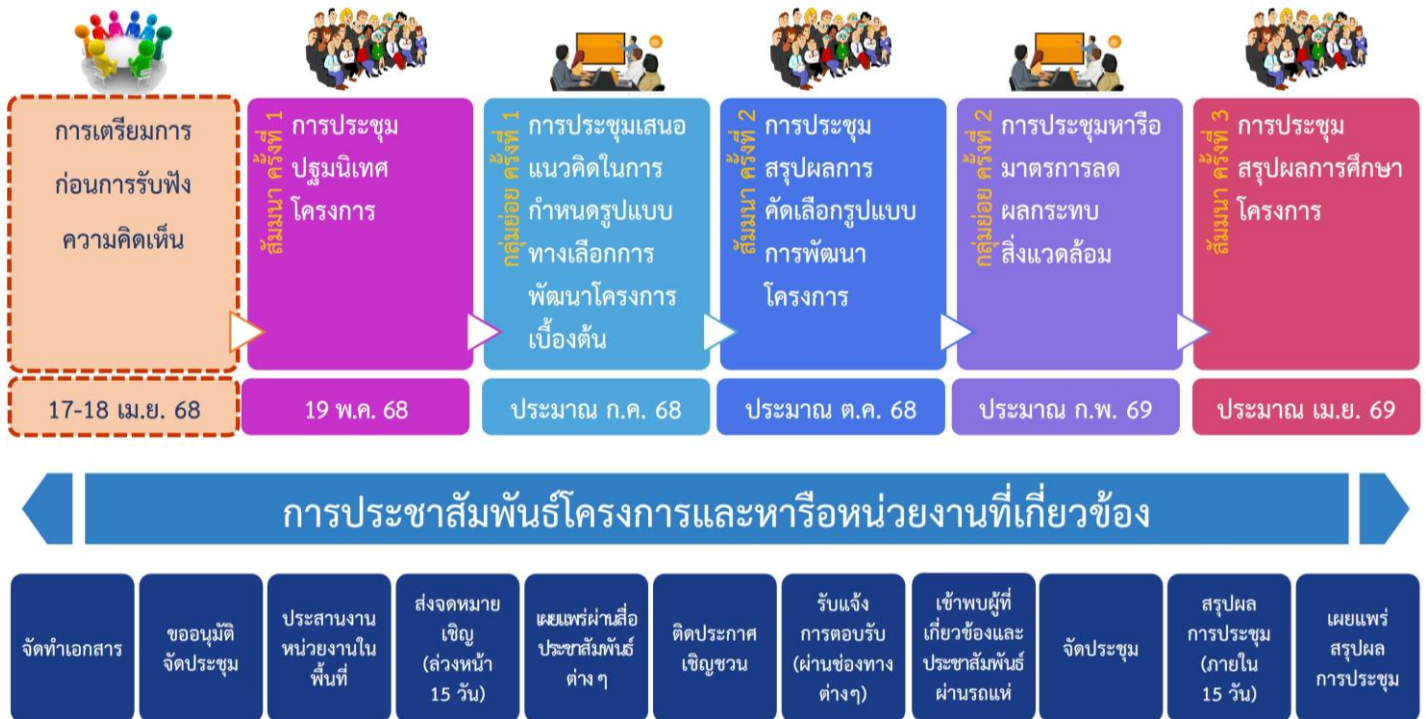 การเตรียมการ
ก่อนการรับฟัง
ความคิดเห็น
17-18 เม.ย. 68
สัมมนา ครั้งที่ 1
การประชุม
ปฐมนิเทศ
โครงการ
19 พ.ค. 68
กลุ่มย่อย ครั้งที่ 1
การประชุมเสนอ
แนวคิดในการ
กำหนดรูปแบบ
ทางเลือกการ
พัฒนาโครงการ
เบื้องต้น
ประมาณ ก.ค. 68
สัมมนา ครั้งที่ 2
การประชุม
สรุปผลการ
คัดเลือกรูปแบบ
การพัฒนา
โครงการ
ประมาณ ต.ค. 68
กลุ่มย่อย ครั้งที่ 2
การประชุมหารือ
มาตรการลด
ผลกระทบ
สิ่งแวดล้อม
ประมาณ ก.พ. 69
สัมมนา ครั้งที่ 3
การประชุม
สรุปผลการศึกษา
โครงการ
ประมาณ เม.ย. 69
การประชาสัมพันธ์โครงการและหารือหน่วยงานที่เกี่ยวข้อง
จัดทำเอกสาร
ขออนุมัติ
จัดประชุม
ประสานงาน
หน่วยงานใน
พื้นที่
ส่งจดหมาย
เชิญ
(ล่วงหน้า
15 วัน)
เผยแพร่ผ่านสื่อ
ประชาสัมพันธ์
ต่าง ๆ
ติดประกาศ
เชิญชวน
รับแจ้ง
การตอบรับ
(ผ่านช่องทาง
ต่างๆ)
เข้าพบผู้ที่
เกี่ยวข้องและ
ประชาสัมพันธ์
ผ่านรถแห่
จัดประชุม
สรุปผล
การประชุม
(ภายใน
15 วัน)
เผยแพร่
สรุปผล
การประชุม